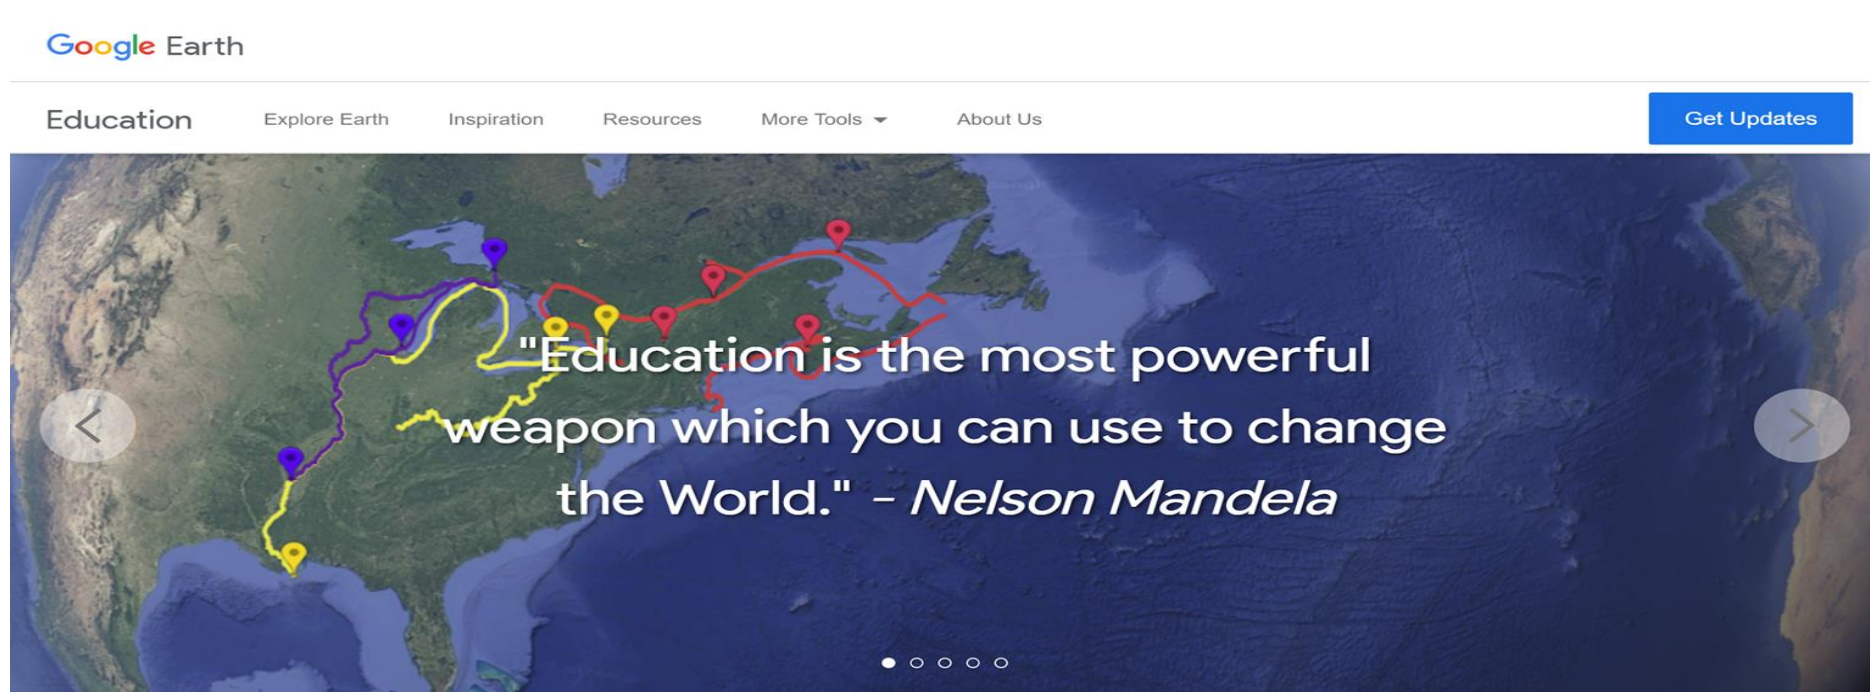 Google Earth
Education Explore Earth Inspiration Resources More Tools About Us Get Updates
"Education is the most powerful
weapon which you can use to change
the World." - Nelson Mandela